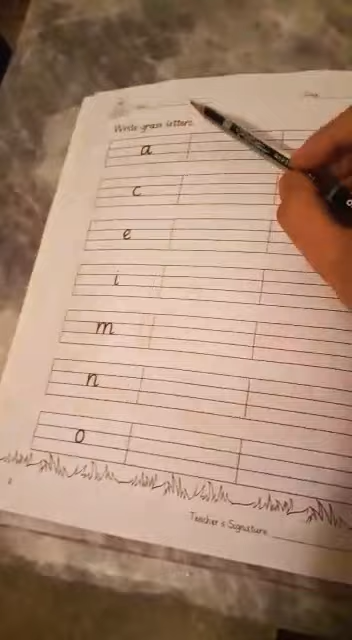 Write grass letters.
a
c
e
i
m
n
o
Teacher's Signature